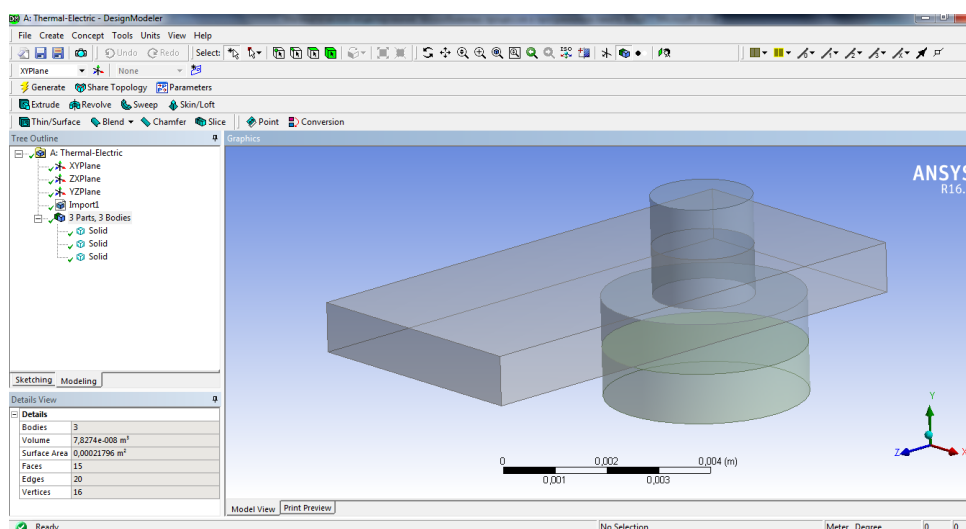 A: Thermal-Electric - DesignModeler
File Create Concept Tools Units View Help
Undo Redo Select: ISO
XYPlane None
Generate Share Topology Parameters
Extrude Revolve Sweep Skin/Loft
Thin/Surface Blend Chamfer Slice Point Conversion
Tree Outline
A: Thermal-Electric
XYPlane
ZXPlane
YZPlane
Import1
3 Parts, 3 Bodies
Solid
Solid
Solid
Sketching Modeling
Details View
Details
Bodies 3
Volume 7,8274e-008 m³
Surface Area 0,00021796 m²
Faces 15
Edges 20
Vertices 16
Graphics
ANSYS
R16.
Y
Z
X
0 0,002 0,004 (m)
0,001 0,003
Model View Print Preview
Ready No Selection Meter Degree 0 0